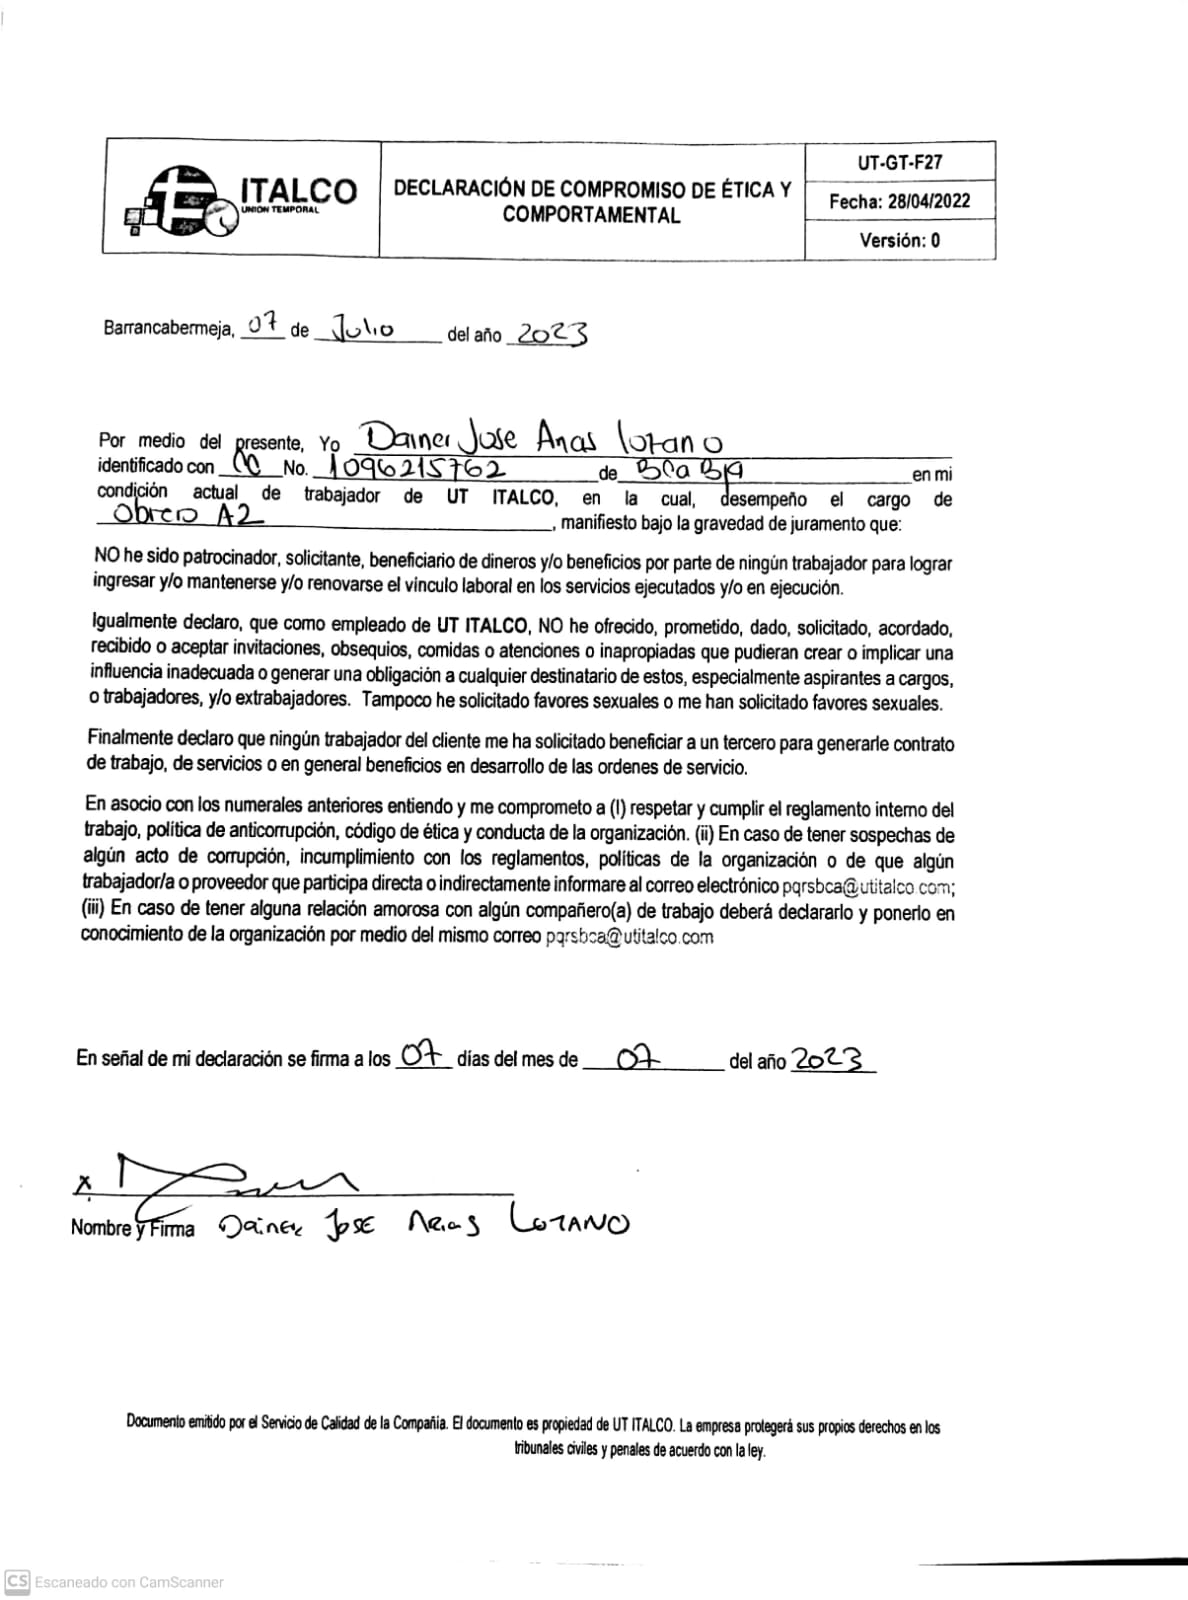 ITALCO
UNION TEMPORAL
DECLARACIÓN DE COMPROMISO DE ÉTICA Y
COMPORTAMENTAL
UT-GT-F27
Fecha: 28/04/2022
Versión: 0
Barrancabermeja, 07 de Julio del año 2023
Por medio del presente, Yo Dainer Jose Arias Lozano
identificado con CC No. 1096215762 de BCaBJA en mi
condición actual de trabajador de UT ITALCO, en la cual, desempeño el cargo de
Obrero A2, manifiesto bajo la gravedad de juramento que:
NO he sido patrocinador, solicitante, beneficiario de dineros y/o beneficios por parte de ningún trabajador para lograr
ingresar y/o mantenerse y/o renovarse el vinculo laboral en los servicios ejecutados y/o en ejecución.
Igualmente declaro, que como empleado de UT ITALCO, NO he ofrecido, prometido, dado, solicitado, acordado,
recibido o aceptar invitaciones, obsequios, comidas o atenciones o inapropiadas que pudieran crear o implicar una
influencia inadecuada o generar una obligación a cualquier destinatario de estos, especialmente aspirantes a cargos,
o trabajadores, y/o extrabajadores. Tampoco he solicitado favores sexuales o me han solicitado favores sexuales.
Finalmente declaro que ningún trabajador del cliente me ha solicitado beneficiar a un tercero para generarle contrato
de trabajo, de servicios o en general beneficios en desarrollo de las ordenes de servicio.
En asocio con los numerales anteriores entiendo y me comprometo a (I) respetar y cumplir el reglamento interno del
trabajo, política de anticorrupción, código de ética y conducta de la organización. (ii) En caso de tener sospechas de
algún acto de corrupción, incumplimiento con los reglamentos, políticas de la organización o de que algún
trabajador/a o proveedor que participa directa o indirectamente informare al correo electrónico pqrsbca@utitalco.com;
(iii) En caso de tener alguna relación amorosa con algún compañero(a) de trabajo deberá declararlo y ponerlo en
conocimiento de la organización por medio del mismo correo pqrsbca@utitalco.com
En señal de mi declaración se firma a los 07 días del mes de 07 del año 2023
x
Nombre y Firma Dainer Jose Arias Lozano
Documento emitido por el Servicio de Calidad de la Compañia. El documento es propiedad de UT ITALCO. La empresa protegerá sus propios derechos en los
tribunales civiles y penales de acuerdo con la ley.
CS Escaneado con CamScanner